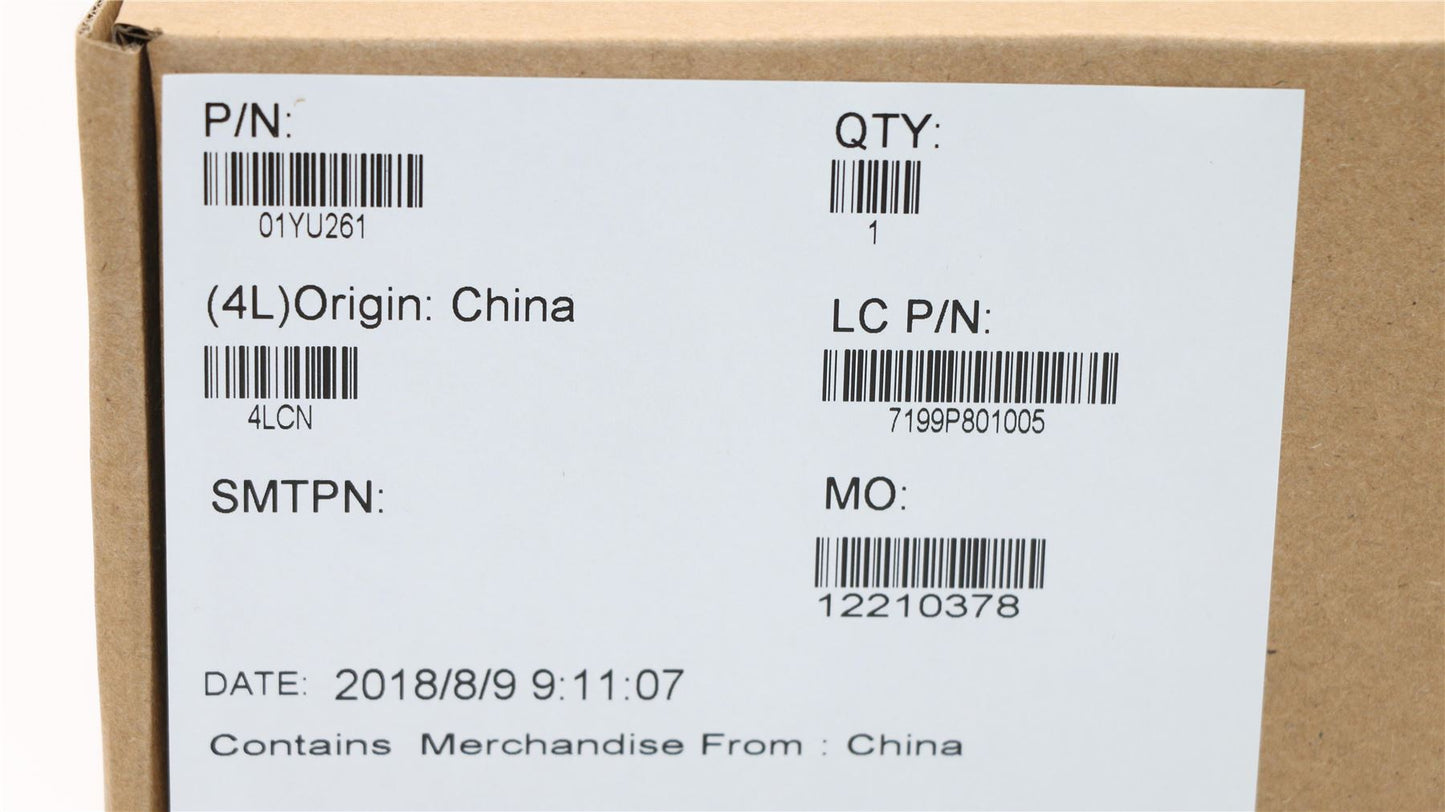 P/N:
01YU261
QTY:
1
(4L)Origin: China
4LCN
LC P/N:
7199P801005
SMTPN:
MO:
12210378
DATE: 2018/8/9 9:11:07
Contains Merchandise From : China